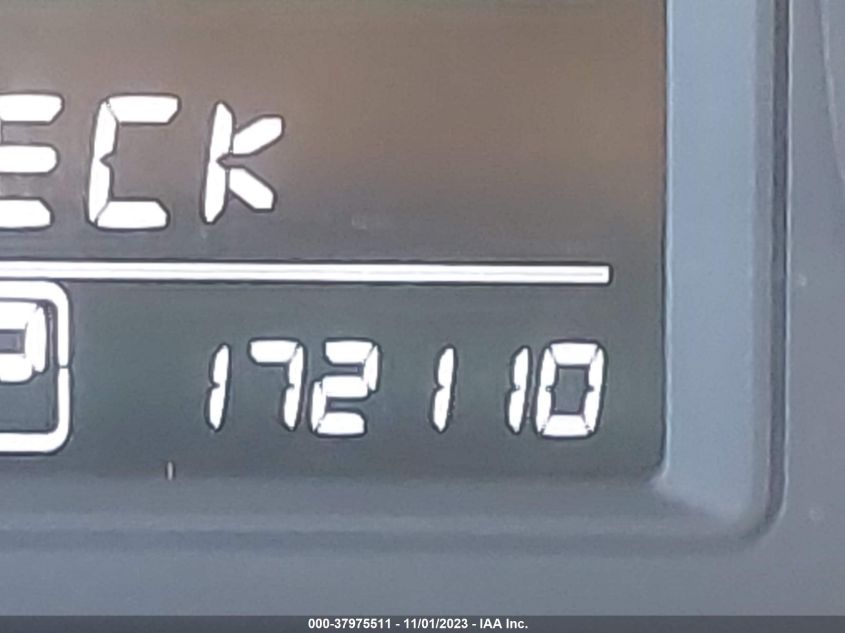 ECK
P 172110
000-37975511 - 11/01/2023 - IAA Inc.